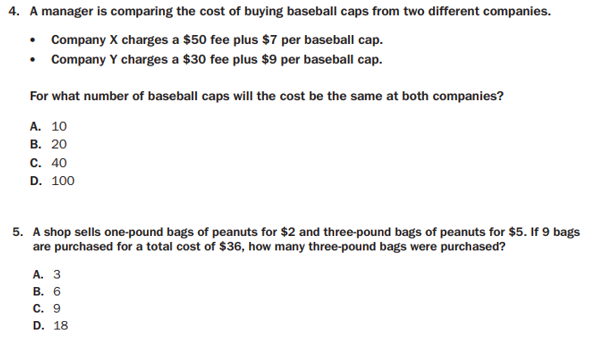 4. A manager is comparing the cost of buying baseball caps from two different companies.
• Company X charges a $50 fee plus $7 per baseball cap.
• Company Y charges a $30 fee plus $9 per baseball cap.
For what number of baseball caps will the cost be the same at both companies?
A. 10
B. 20
C. 40
D. 100
5. A shop sells one-pound bags of peanuts for $2 and three-pound bags of peanuts for $5. If 9 bags
are purchased for a total cost of $36, how many three-pound bags were purchased?
A. 3
B. 6
C. 9
D. 18